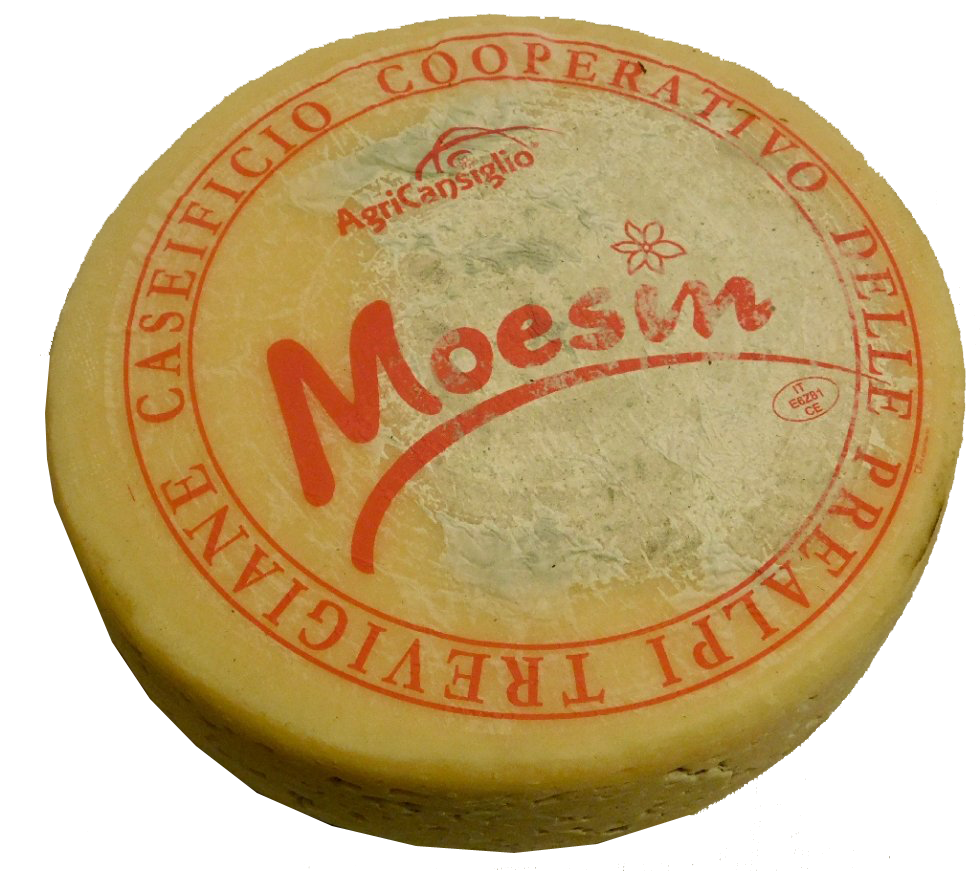 CASEIFICIO COOPERATIVO DELLE PREALPI TREVIGIANE
AgriCansiglio
Moesin
IT
E6Z81
CE